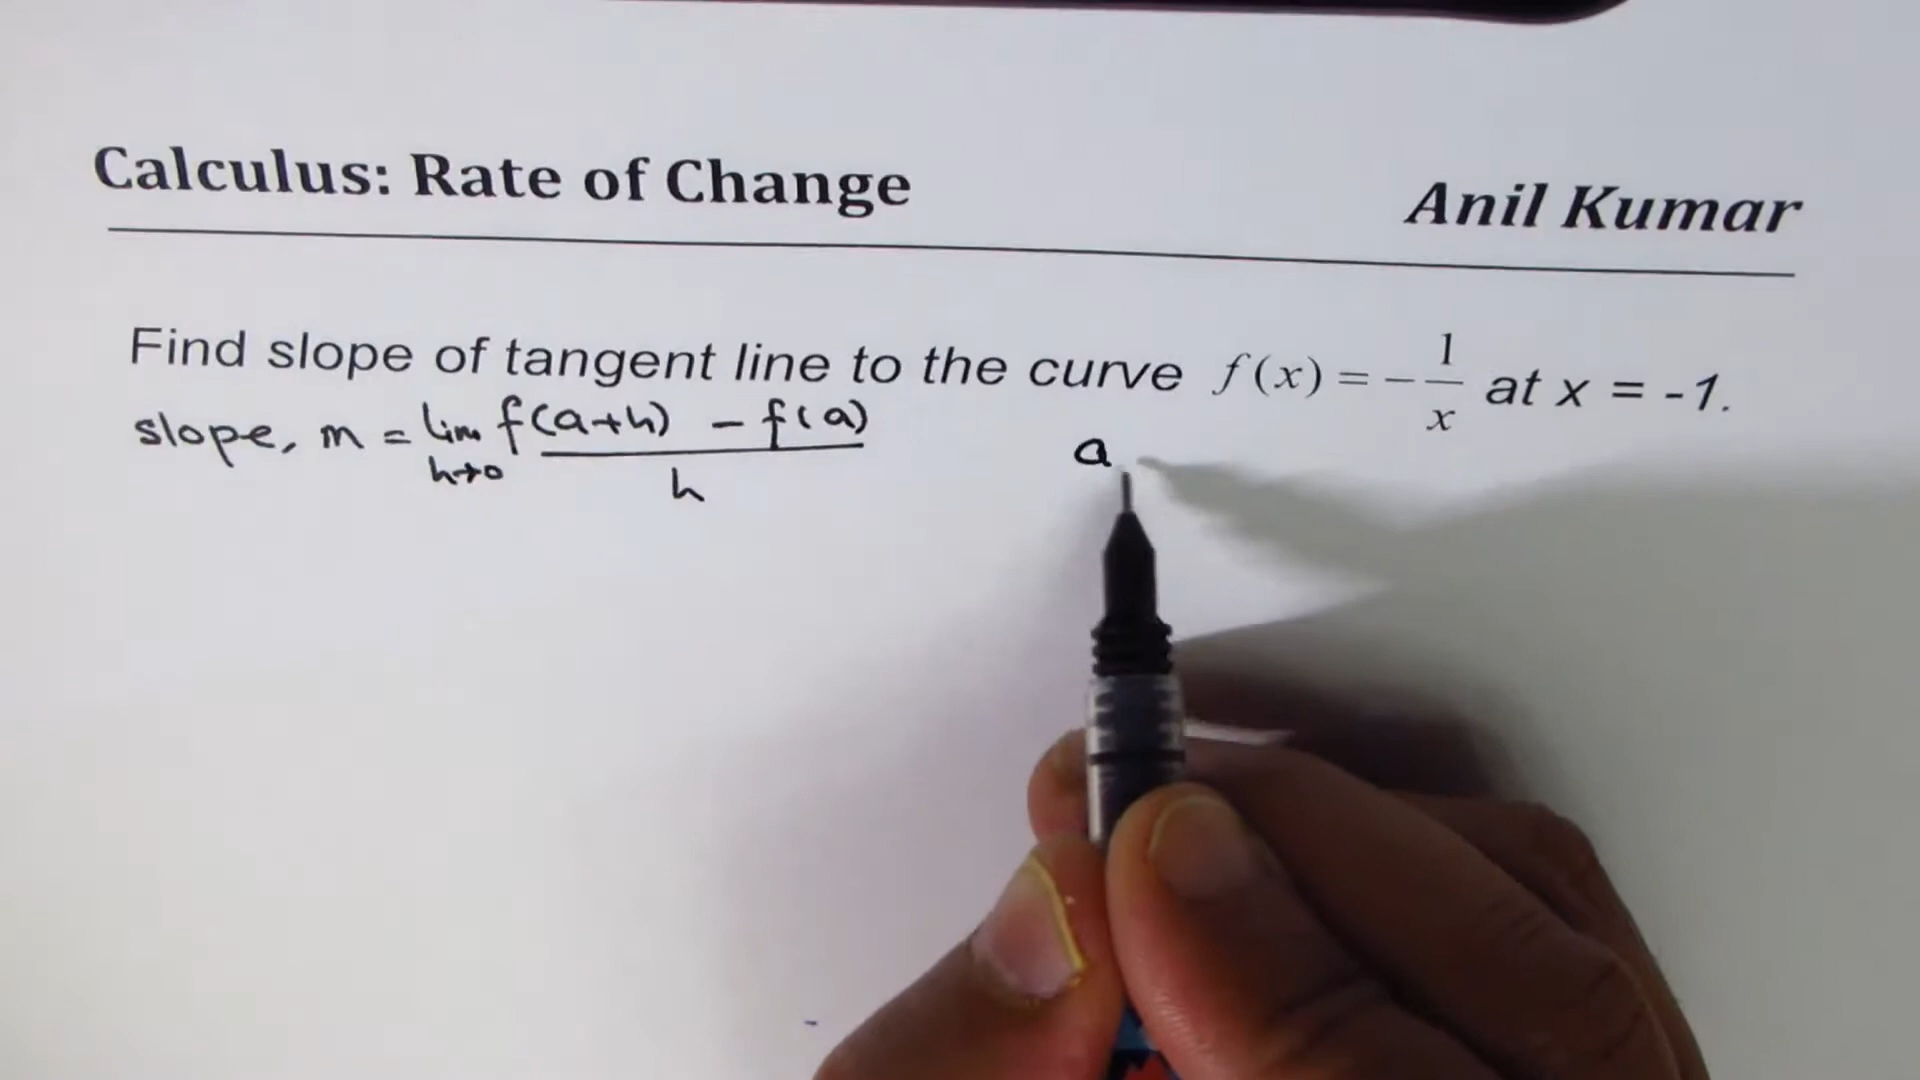 Calculus: Rate of Change
Anil Kumar
Find slope of tangent line to the curve f(x) = -1/x at x = -1.
slope, m = lim h→0 f(a+h) - f(a) / h
a